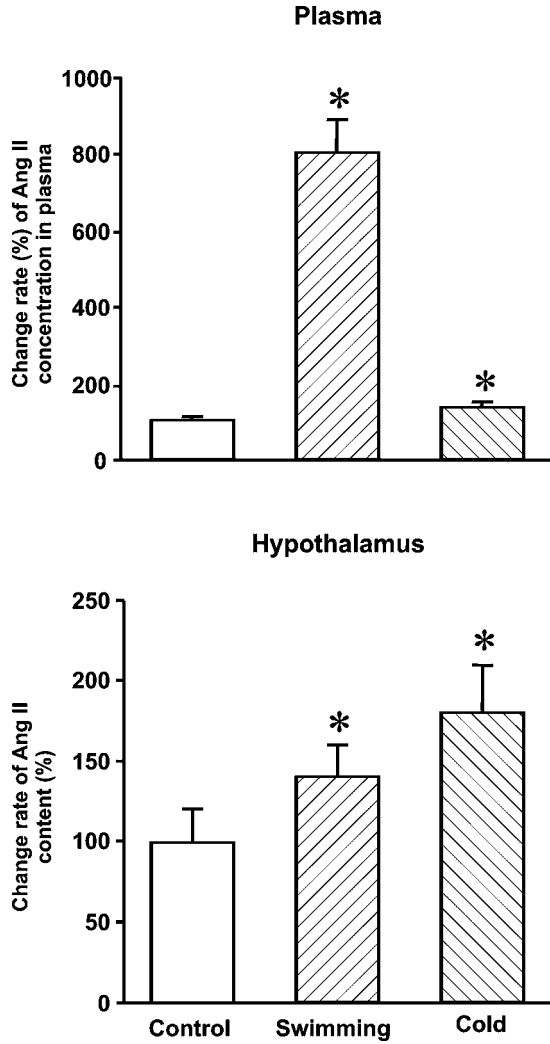 Plasma
Change rate (%) of Ang II
concentration in plasma
1000
800
600
400
200
0
*
*
Hypothalamus
Change rate of Ang II
content (%)
250
200
150
100
50
0
*
*
Control
Swimming
Cold